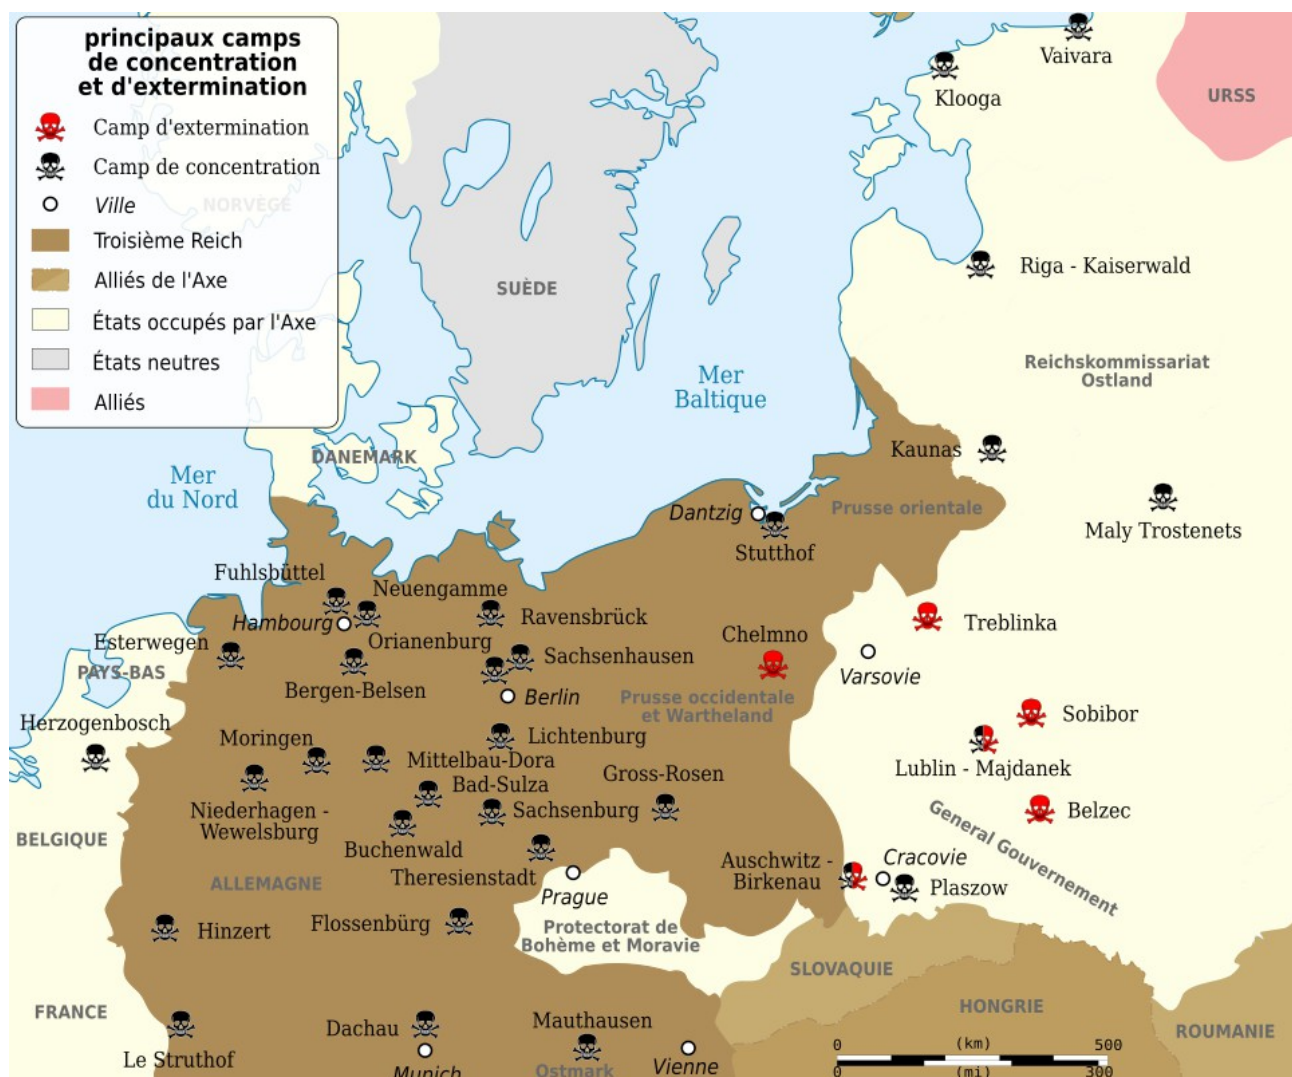 principaux camps
de concentration
et d'extermination
Camp d'extermination
Camp de concentration
Ville
Troisième Reich
Alliés de l'Axe
États occupés par l'Axe
États neutres
Alliés
NORVÈGE
SUÈDE
DANEMARK
Mer
du Nord
Mer
Baltique
Vaivara
Klooga
URSS
Riga - Kaiserwald
Reichskommissariat
Ostland
Kaunas
Maly Trostenets
Prusse orientale
Dantzig
Stutthof
Fuhlsbüttel
Neuengamme
Hambourg
Orianenburg
Ravensbrück
Esterwegen
PAYS-BAS
Bergen-Belsen
Sachsenhausen
Berlin
Chelmno
Prusse occidentale
et Wartheland
Treblinka
Varsovie
Sobibor
Lublin - Majdanek
Belzec
General Gouvernement
Herzogenbosch
Moringen
Lichtenburg
Mittelbau-Dora
Bad-Sulza
Gross-Rosen
Niederhagen -
Wewelsburg
Sachsenburg
Buchenwald
BELGIQUE
Theresienstadt
ALLEMAGNE
Prague
Auschwitz -
Birkenau
Cracovie
Plaszow
Hinzert
Flossenbürg
Protectorat de
Bohème et Moravie
SLOVAQUIE
HONGRIE
ROUMANIE
FRANCE
Le Struthof
Dachau
Munich
Mauthausen
Ostmark
Vienne
0 (km) 500
0 (mi) 300